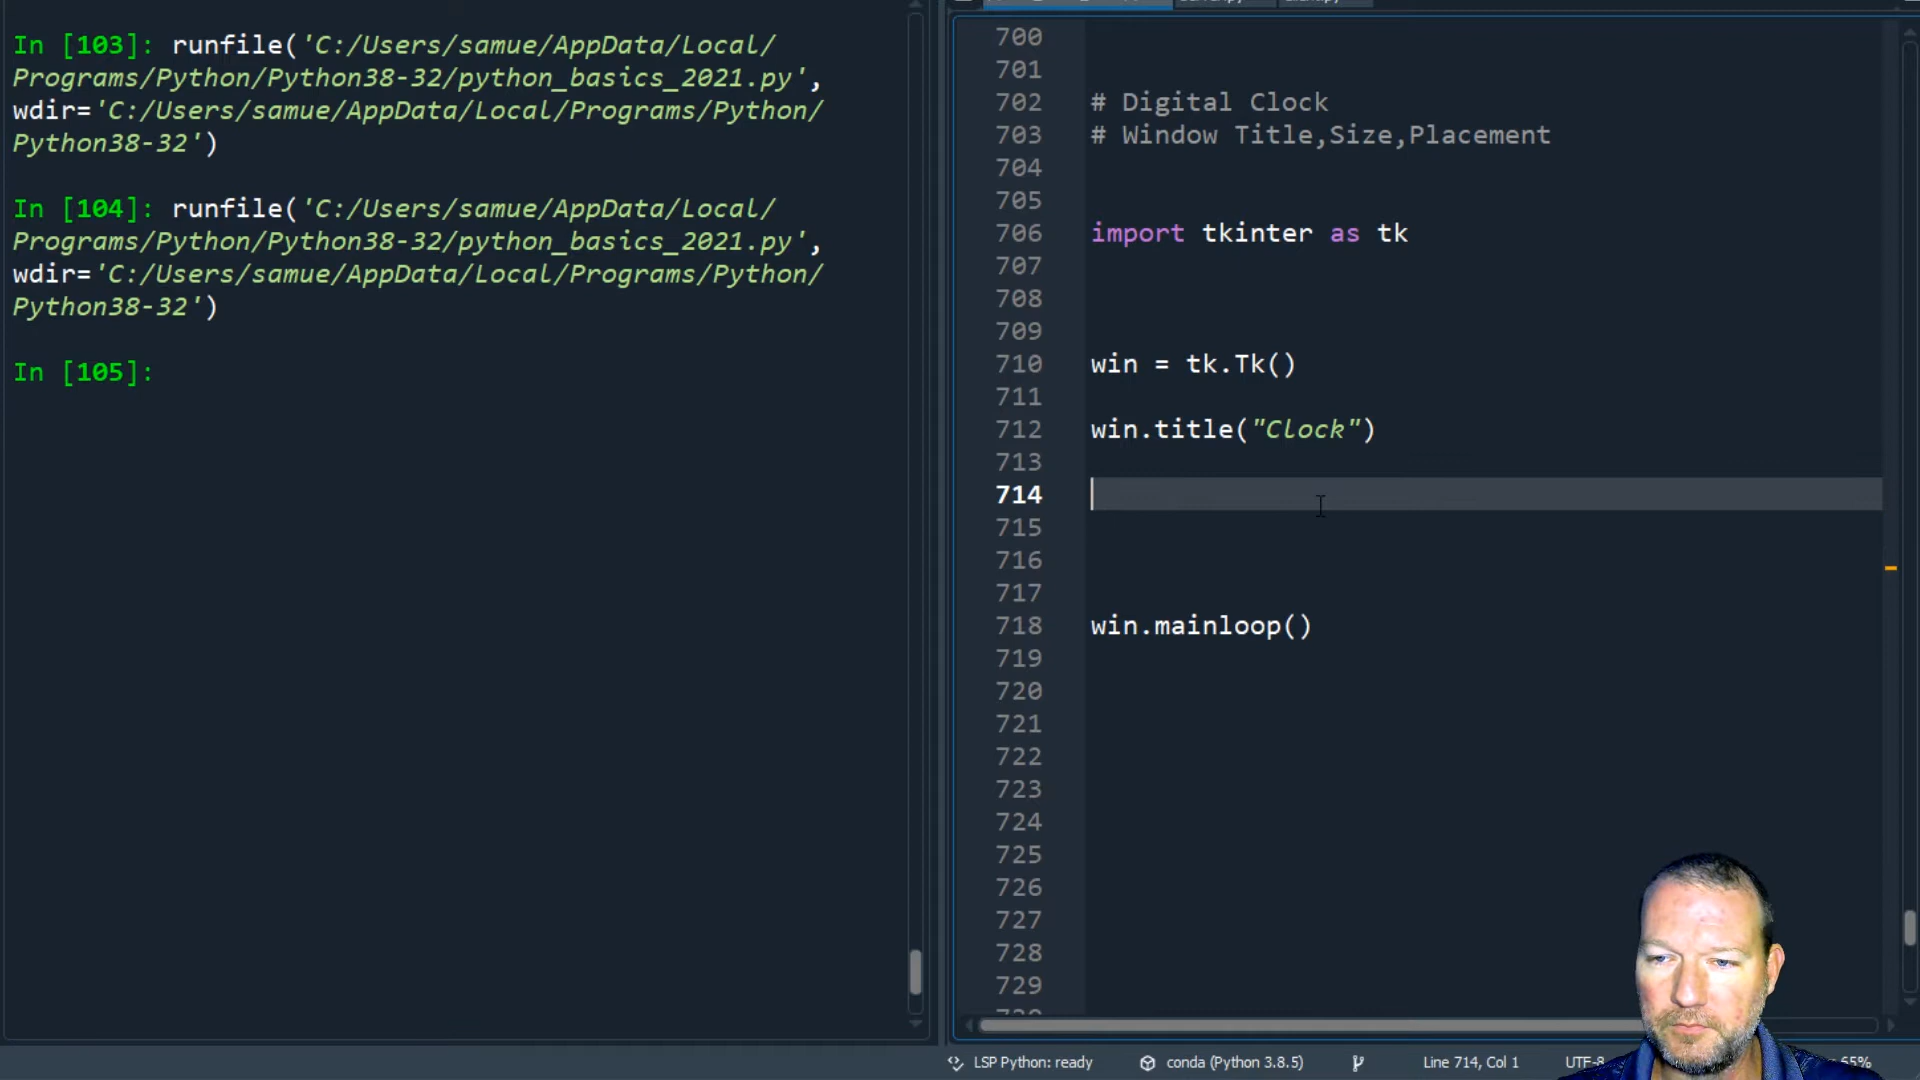 In [103]: runfile('C:/Users/samue/AppData/Local/
Programs/Python/Python38-32/python_basics_2021.py',
wdir='C:/Users/samue/AppData/Local/Programs/Python/
Python38-32')
In [104]: runfile('C:/Users/samue/AppData/Local/
Programs/Python/Python38-32/python_basics_2021.py',
wdir='C:/Users/samue/AppData/Local/Programs/Python/
Python38-32')
In [105]:
700
701
702 # Digital Clock
703 # Window Title,Size,Placement
704
705
706 import tkinter as tk
707
708
709
710 win = tk.Tk()
711
712 win.title("Clock")
713
714
715
716
717
718 win.mainloop()
719
720
721
722
723
724
725
726
727
728
729
LSP Python: ready conda (Python 3.8.5) Line 714, Col 1 UTF-8 65%